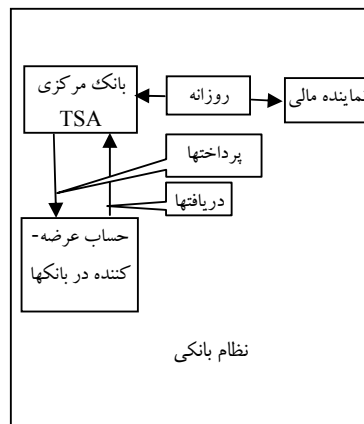 بانک مرکزی
TSA
روزانه
نماینده مالی
پرداختها
دریافتها
حساب عرضه-
کننده در بانکها
نظام بانکی